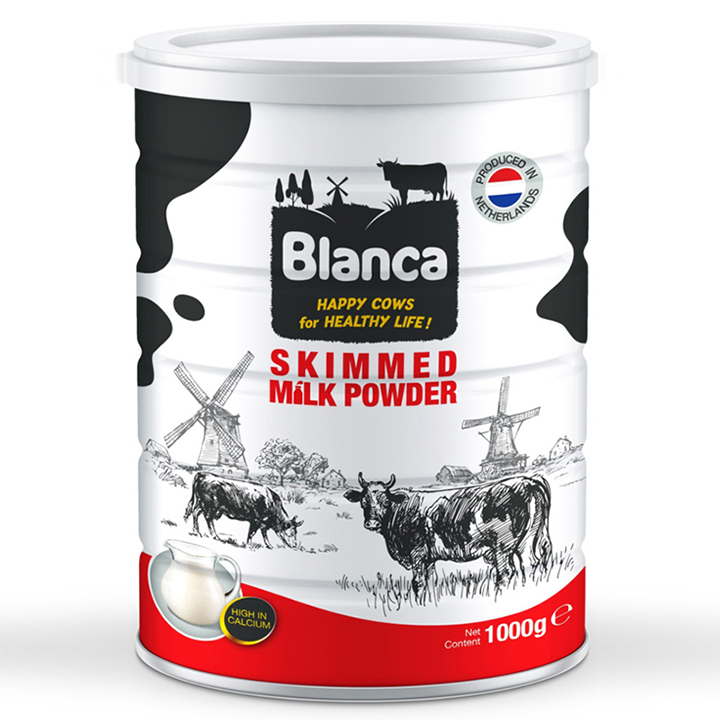 PRODUCED IN
NETHERLANDS
Blanca
HAPPY COWS
for HEALTHY LIFE!
SKIMMED
MILK POWDER
HIGH IN
CALCIUM
Net
Content 1000g ℮